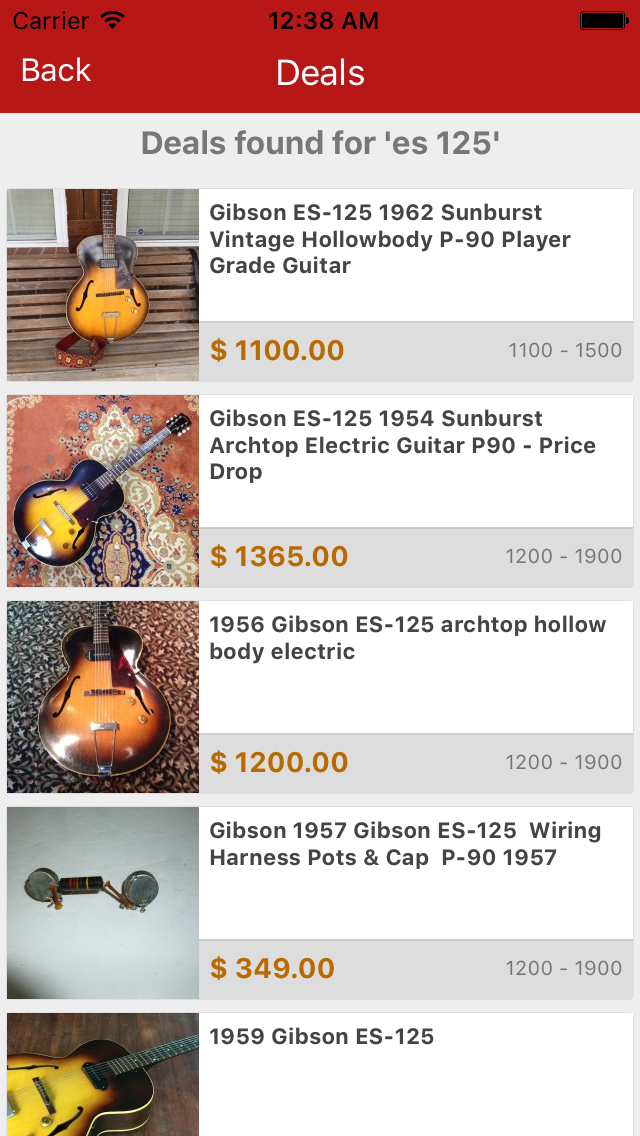 Carrier 12:38 AM
Back Deals
Deals found for 'es 125'
Gibson ES-125 1962 Sunburst
Vintage Hollowbody P-90 Player
Grade Guitar
$ 1100.00 1100 - 1500
Gibson ES-125 1954 Sunburst
Archtop Electric Guitar P90 - Price
Drop
$ 1365.00 1200 - 1900
1956 Gibson ES-125 archtop hollow
body electric
$ 1200.00 1200 - 1900
Gibson 1957 Gibson ES-125  Wiring
Harness Pots & Cap  P-90 1957
$ 349.00 1200 - 1900
1959 Gibson ES-125